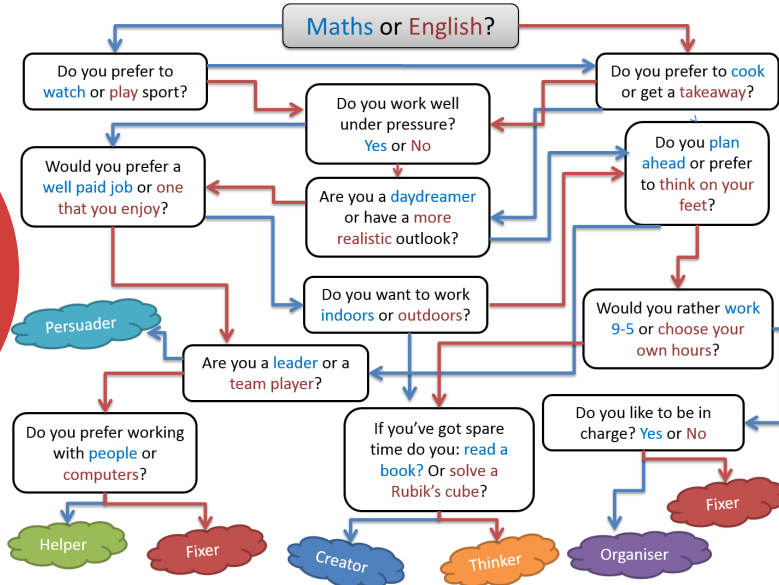 Maths or English?
Do you prefer to
watch or play sport?
Do you prefer to cook
or get a takeaway?
Do you work well
under pressure?
Yes or No
Do you plan
ahead or prefer
to think on your
feet?
Would you prefer a
well paid job or one
that you enjoy?
Are you a daydreamer
or have a more
realistic outlook?
Do you want to work
indoors or outdoors?
Would you rather work
9-5 or choose your
own hours?
Persuader
Are you a leader or a
team player?
Do you prefer working
with people or
computers?
If you've got spare
time do you: read a
book? Or solve a
Rubik's cube?
Do you like to be in
charge? Yes or No
Helper
Fixer
Creator
Thinker
Organiser
Fixer